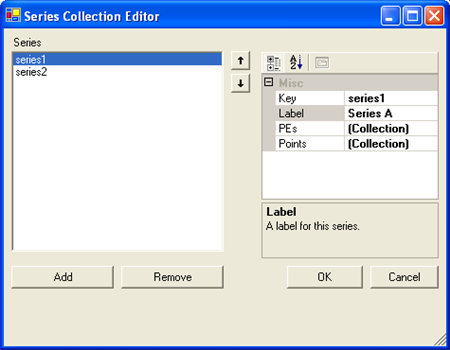 Series Collection Editor
Series
series1
series2
Misc
Key series1
Label Series A
PEs (Collection)
Points (Collection)
Label
A label for this series.
Add Remove OK Cancel